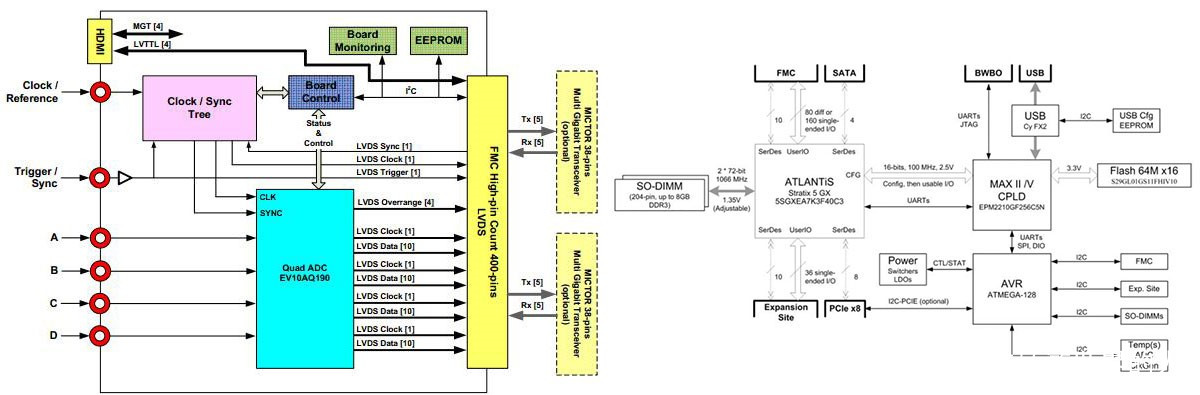 HDMI
MGT [4]
LVTTL [4]
Board
Monitoring
EEPROM
Clock /
Reference
Clock / Sync
Tree
Board
Control
I²C
Status
&
Control
LVDS Sync [1]
LVDS Clock [1]
LVDS Trigger [1]
Trigger /
Sync
CLK
SYNC
LVDS Overrange [4]
A
B
C
D
Quad ADC
EV10AQ190
LVDS Clock [1]
LVDS Data [10]
LVDS Clock [1]
LVDS Data [10]
LVDS Clock [1]
LVDS Data [10]
LVDS Clock [1]
LVDS Data [10]
FMC High-pin Count 400-pins
LVDS
Tx [5]
Rx [5]
MICTOR 38-pins
Multi Gigabit Transceiver
(optional)
Tx [5]
Rx [5]
MICTOR 38-pins
Multi Gigabit Transceiver
(optional)
FMC
SATA
BWBO
USB
10
80 diff or
160 single-
ended I/O
4
UARTs
JTAG
USB
Cy FX2
I2C
USB Cfg
EEPROM
SerDes
UserIO
SerDes
CFG
ATLANTiS
Stratix 5 GX
5SGXEA7K3F40C3
SerDes
UserIO
SerDes
SO-DIMM
(204-pin, up to 8GB
DDR3)
2 * 72-bit
1066 MHz
1.35V
(Adjustable)
16-bits, 100 MHz, 2.5V
Config, then usable I/O
UARTs
MAX II /V
CPLD
EPM2210GF256C5N
3.3V
Flash 64M x16
S29GL01GS11FHIV10
UARTs
SPI, DIO
10
36 single-
ended I/O
8
Power
Switchers
LDOs
CTL/STAT
AVR
ATMEGA-128
I2C
FMC
I2C
Exp. Site
I2C
SO-DIMMs
I2C
Temp(s)
Expansion
Site
PCIe x8
I2C-PCIE (optional)